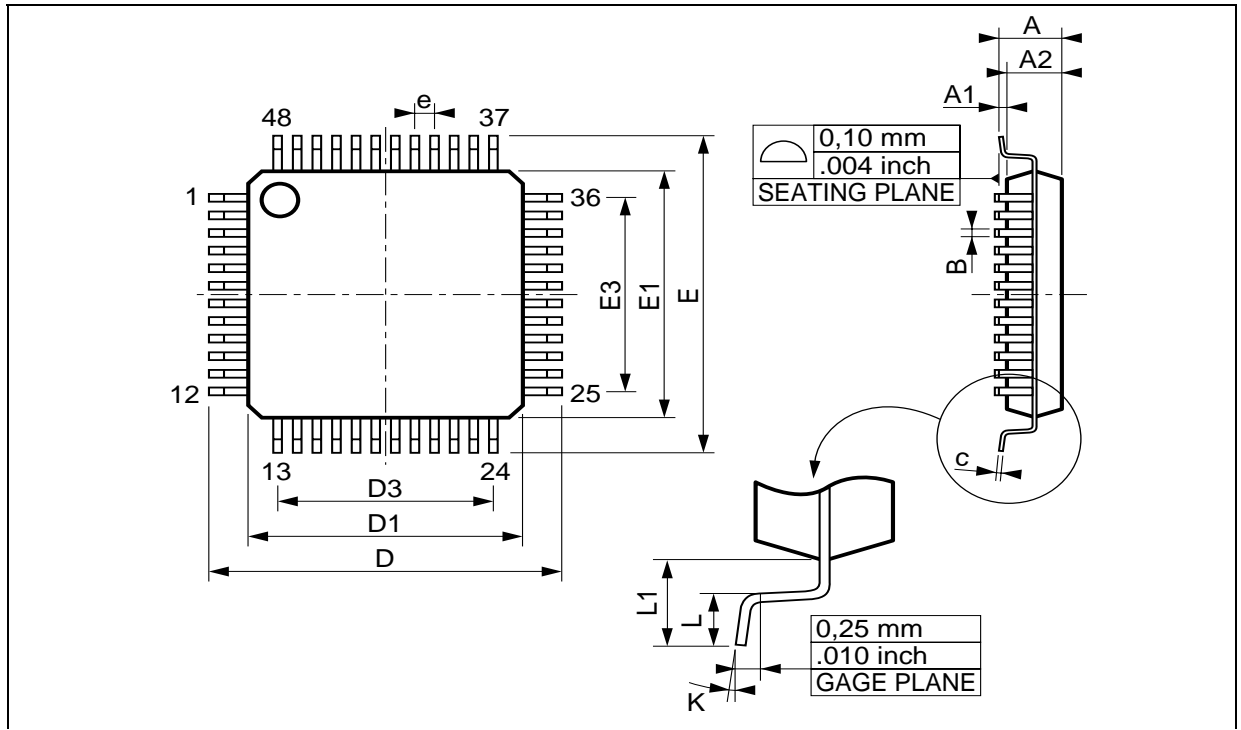 A
A2
A1
e
48
37
0,10 mm
.004 inch
SEATING PLANE
1
36
B
E3
E1
E
12
25
13
24
c
D3
D1
D
L1
L
0,25 mm
.010 inch
GAGE PLANE
K